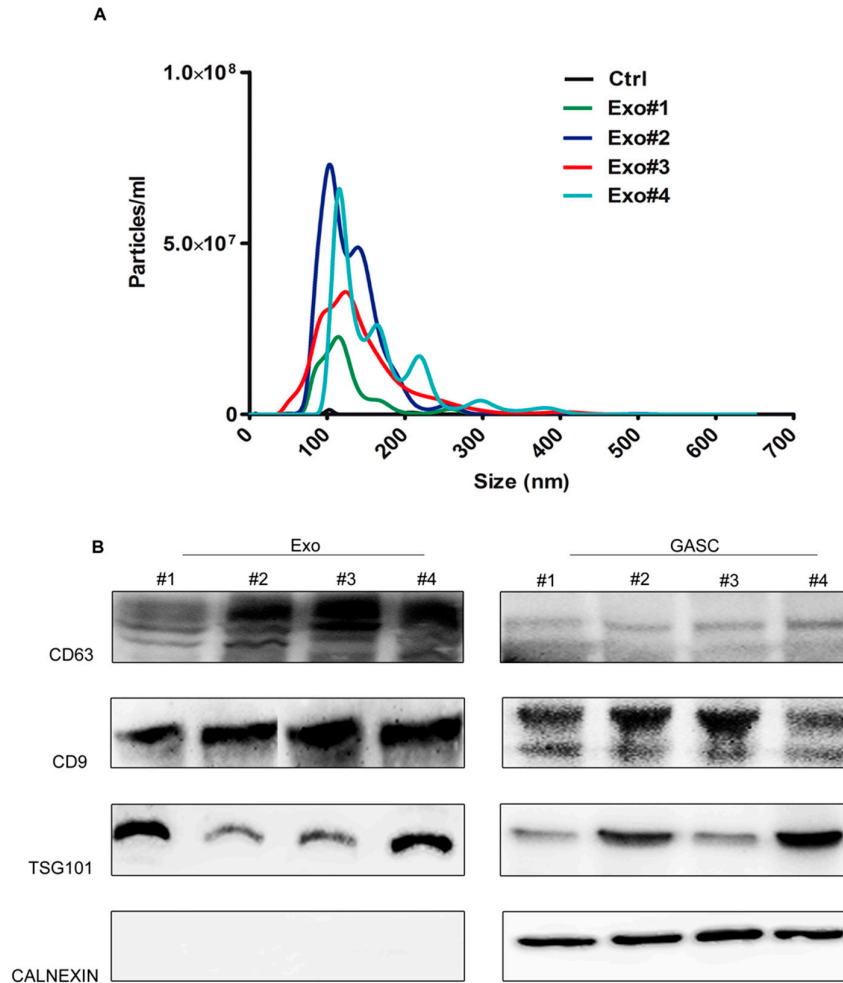 A
1.0×10⁸
5.0×10⁷
0
Particles/ml
Ctrl
Exo#1
Exo#2
Exo#3
Exo#4
0 100 200 300 400 500 600 700
Size (nm)
B Exo GASC
#1 #2 #3 #4 #1 #2 #3 #4
CD63
CD9
TSG101
CALNEXIN